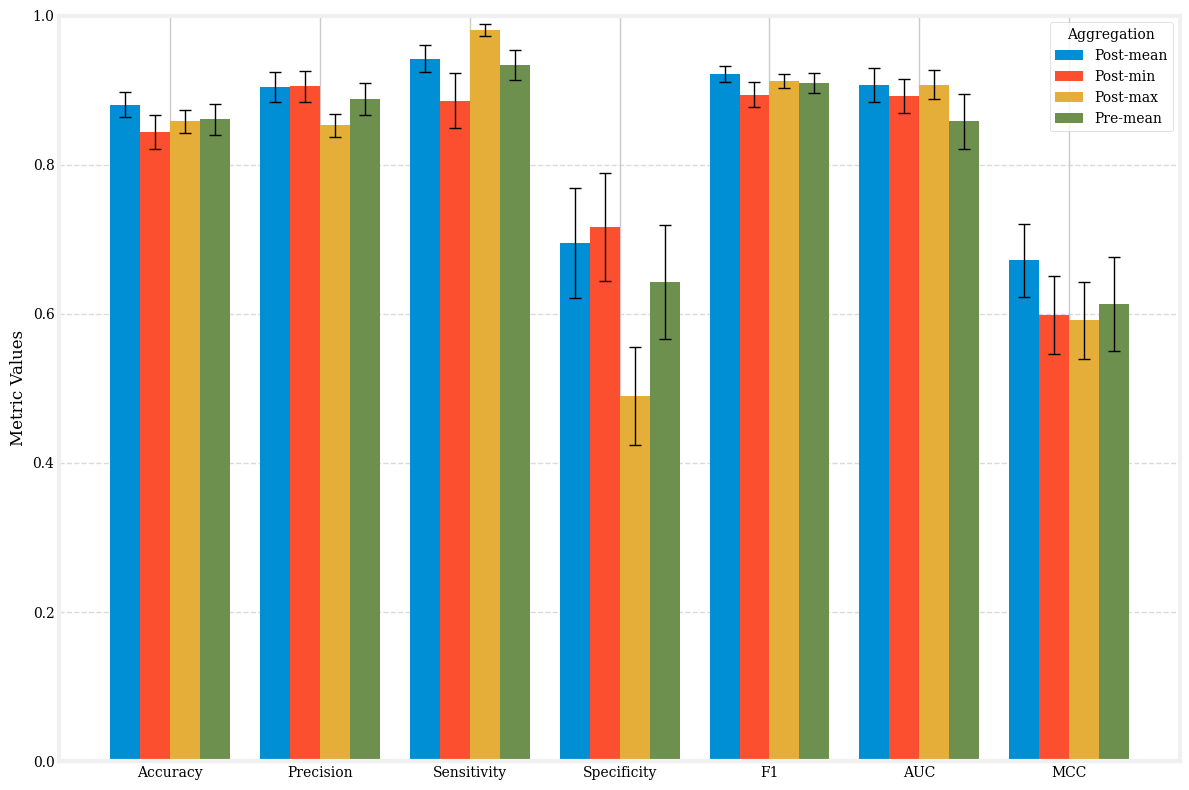 Metric Values
1.0
0.8
0.6
0.4
0.2
0.0
Aggregation
Post-mean
Post-min
Post-max
Pre-mean
Accuracy
Precision
Sensitivity
Specificity
F1
AUC
MCC